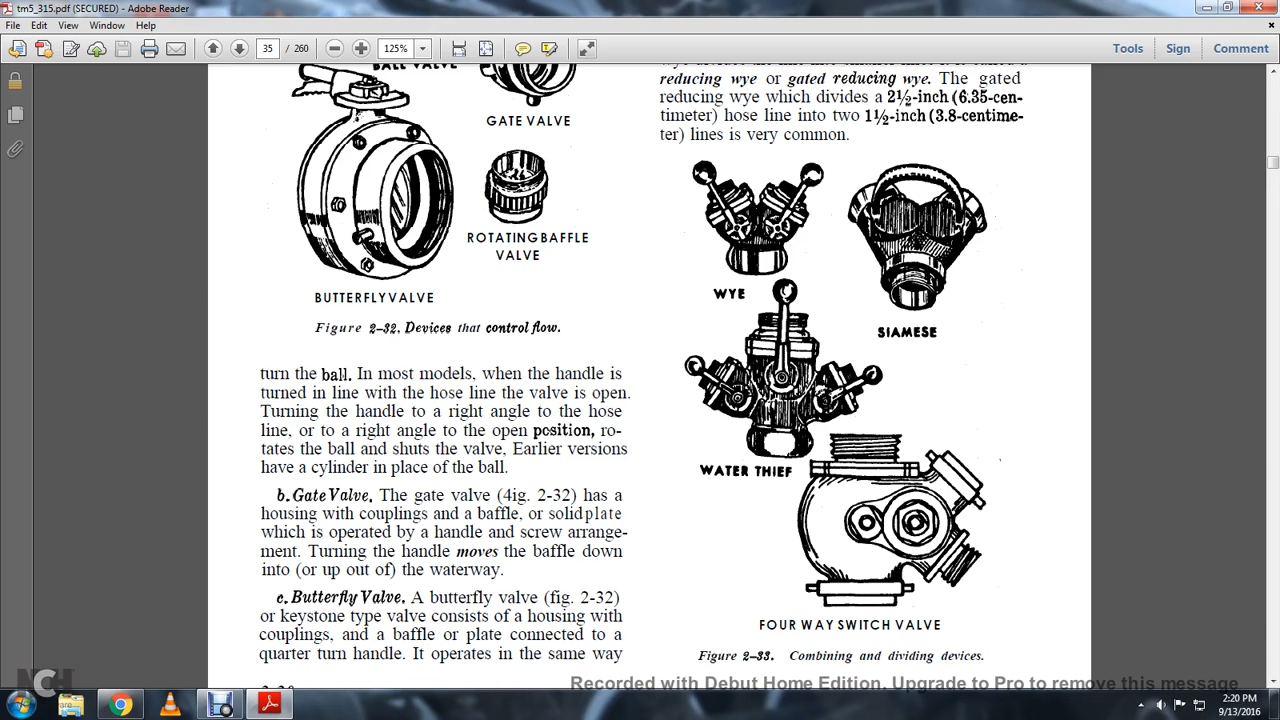 tm5_315.pdf (SECURED) - Adobe Reader
File Edit View Window Help
35 / 260
125%
Tools Sign Comment
BALL VALVE
GATE VALVE
ROTATING BAFFLE
VALVE
BUTTERFLY VALVE
Figure 2–32. Devices that control flow.
turn the ball. In most models, when the handle is
turned in line with the hose line the valve is open.
Turning the handle to a right angle to the hose
line, or to a right angle to the open pcsition, ro-
tates the ball and shuts the valve, Earlier versions
have a cylinder in place of the ball.
b. Gate Valve. The gate valve (4ig. 2-32) has a
housing with couplings and a baffle, or solid plate
which is operated by a handle and screw arrange-
ment. Turning the handle moves the baffle down
into (or up out of) the waterway.
c. Butterfly Valve. A butterfly valve (fig. 2-32)
or keystone type valve consists of a housing with
couplings, and a baffle or plate connected to a
quarter turn handle. It operates in the same way
reducing wye or gated reducing wye. The gated
reducing wye which divides a 2½-inch (6.35-cen-
timeter) hose line into two 1½-inch (3.8-centime-
ter) lines is very common.
WYE
SIAMESE
WATER THIEF
FOUR WAY SWITCH VALVE
Figure 2–33. Combining and dividing devices.
Recorded with Debut Home Edition. Upgrade to Pro to remove this message
NCH
2:20 PM
9/13/2016